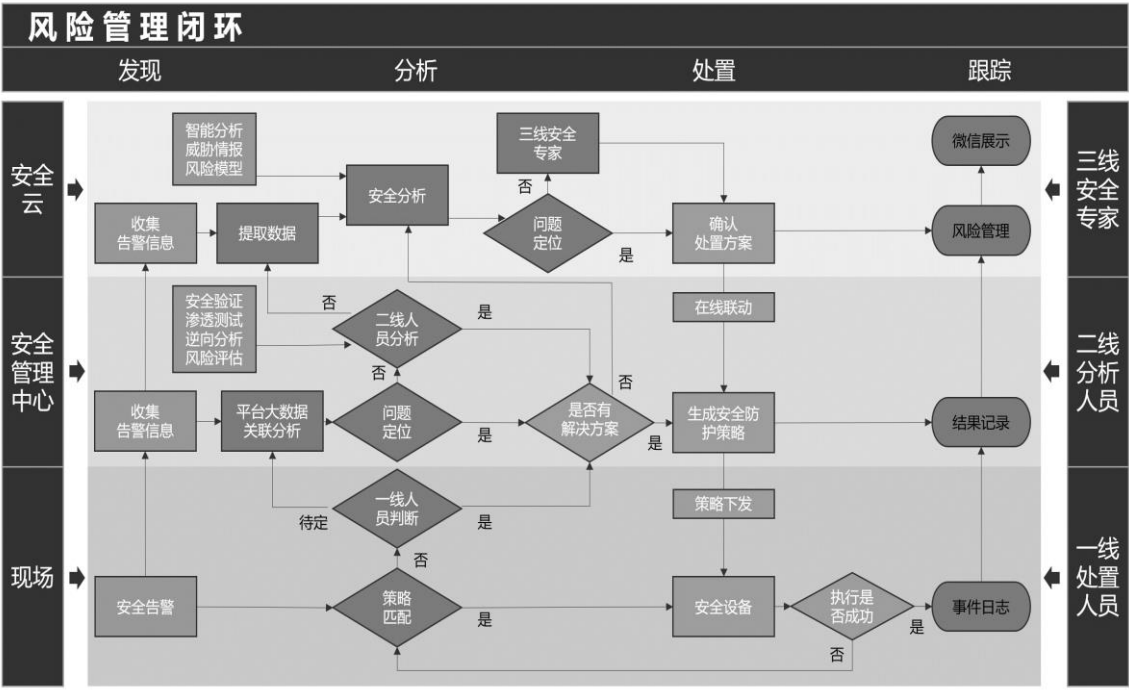 风险管理闭环
发现
分析
处置
跟踪
安全
云
智能分析
威胁情报
风险模型
三线安全
专家
安全分析
微信展示
三线
安全
专家
收集
告警信息
提取数据
否
问题
定位
是
确认
处置方案
风险管理
安全
管理
中心
安全验证
渗透测试
逆向分析
风险评估
否
二线人
员分析
是
在线联动
二线
分析
人员
收集
告警信息
平台大数据
关联分析
否
问题
定位
是
否
是否有
解决方案
是
生成安全防
护策略
结果记录
现场
待定
一线人
员判断
是
策略下发
一线
处置
人员
安全告警
否
策略
匹配
是
安全设备
执行是
否成功
是
否
事件日志